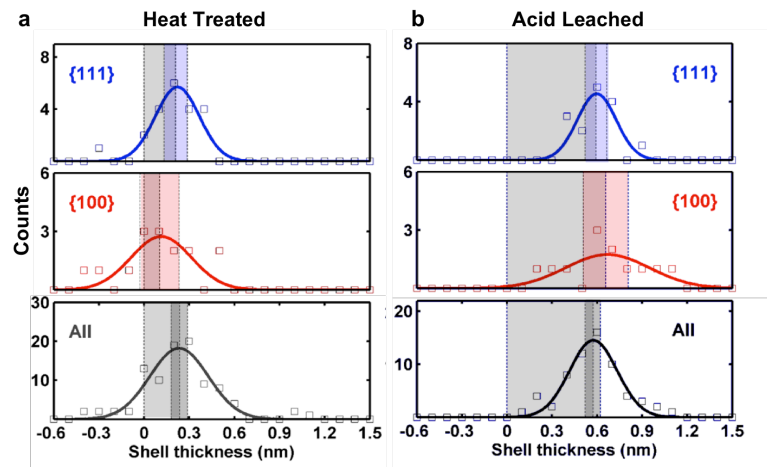 a Heat Treated
b Acid Leached
{111}
8
4
{111}
8
4
Counts
{100}
6
3
{100}
6
3
All
30
20
10
All
20
10
-0.6 -0.3 0 0.3 0.6 0.9 1.2 1.5
Shell thickness (nm)
-0.6 -0.3 0 0.3 0.6 0.9 1.2 1.5
Shell thickness (nm)